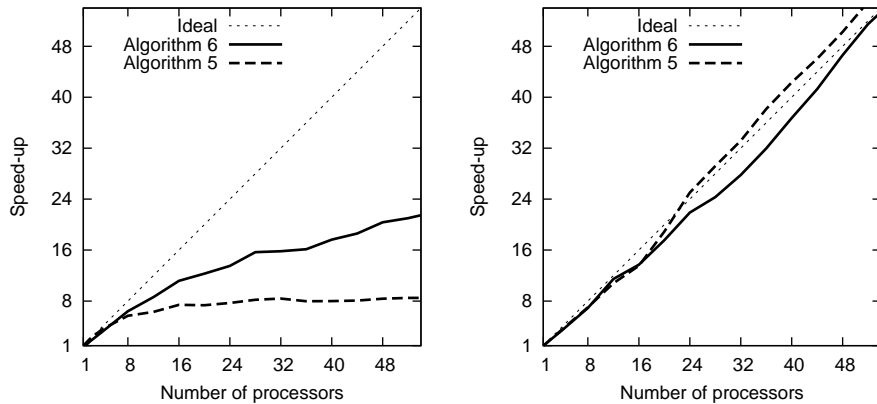 Speed-up
48
40
32
24
16
8
1
Ideal
Algorithm 6
Algorithm 5
1 8 16 24 32 40 48
Number of processors
Speed-up
48
40
32
24
16
8
1
Ideal
Algorithm 6
Algorithm 5
1 8 16 24 32 40 48
Number of processors